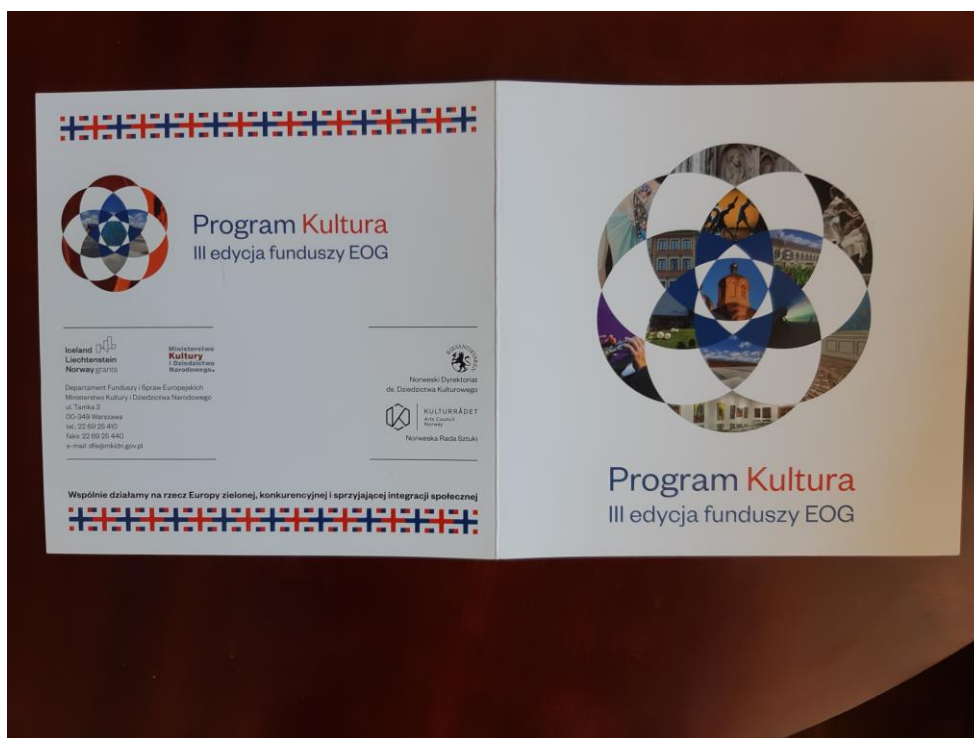 Program Kultura
III edycja funduszy EOG
Iceland
Liechtenstein
Norway grants
Ministerstwo
Kultury
i Dziedzictwa
Narodowego.
Departament Funduszy i Spraw Europejskich
Ministerstwo Kultury i Dziedzictwa Narodowego
ul. Tamka 3
00-349 Warszawa
tel.: 22 69 25 410
faks: 22 69 25 440
e-mail: dfe@mkidn.gov.pl
RIKSANTIKVAREN
Norweski Dyrektoriat
ds. Dziedzictwa Kulturowego
KULTURRÅDET
Arts Council
Norway
Norweska Rada Sztuki
Wspólnie działamy na rzecz Europy zielonej, konkurencyjnej i sprzyjającej integracji społecznej
Program Kultura
III edycja funduszy EOG